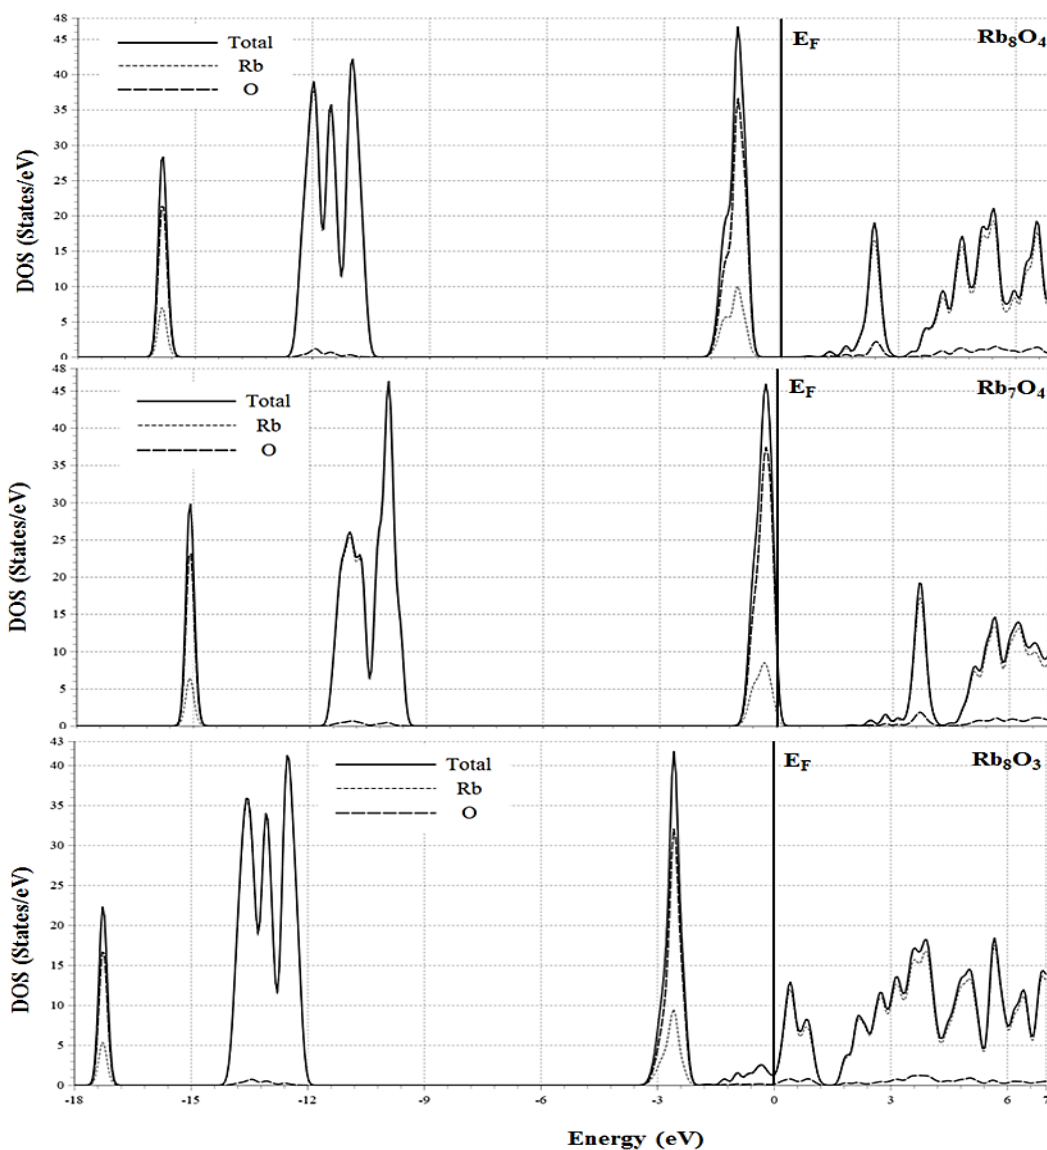 48
45
40
35
30
25
20
15
10
5
0
DOS (States/eV)
Total
Rb
O
E_F
Rb₈O₄
48
45
40
35
30
25
20
15
10
5
0
DOS (States/eV)
Total
Rb
O
E_F
Rb₇O₄
43
40
35
30
25
20
15
10
5
0
DOS (States/eV)
Total
Rb
O
E_F
Rb₈O₃
-18 -15 -12 -9 -6 -3 0 3 6 7
Energy (eV)